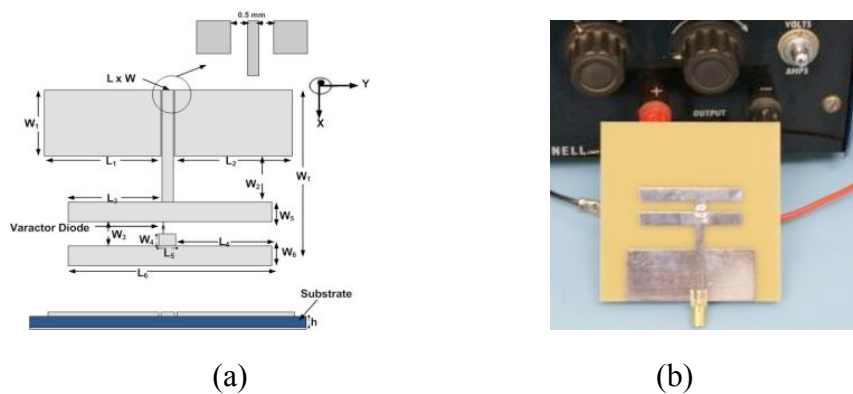 0.5 mm
L x W
Y
X
W1
L1
L2
W2
WT
L3
W5
Varactor Diode
W3
W4
L4
L5
W6
L6
Substrate
h
(a)
VOLTS
AMPS
+
OUTPUT
NELL
(b)